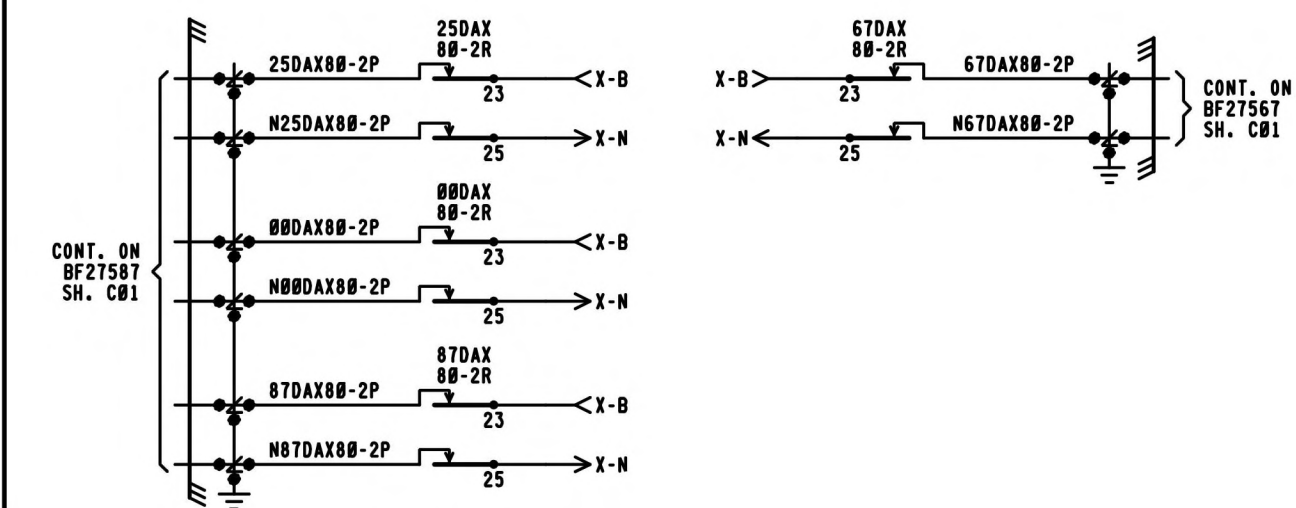 25DAX
80-2R
25DAX80-2P
X-B
23
N25DAX80-2P
X-N
25
00DAX
80-2R
00DAX80-2P
X-B
23
N00DAX80-2P
X-N
25
87DAX
80-2R
87DAX80-2P
X-B
23
N87DAX80-2P
X-N
25
CONT. ON
BF27587
SH. C01
67DAX
80-2R
X-B
67DAX80-2P
23
X-N
N67DAX80-2P
25
CONT. ON
BF27567
SH. C01